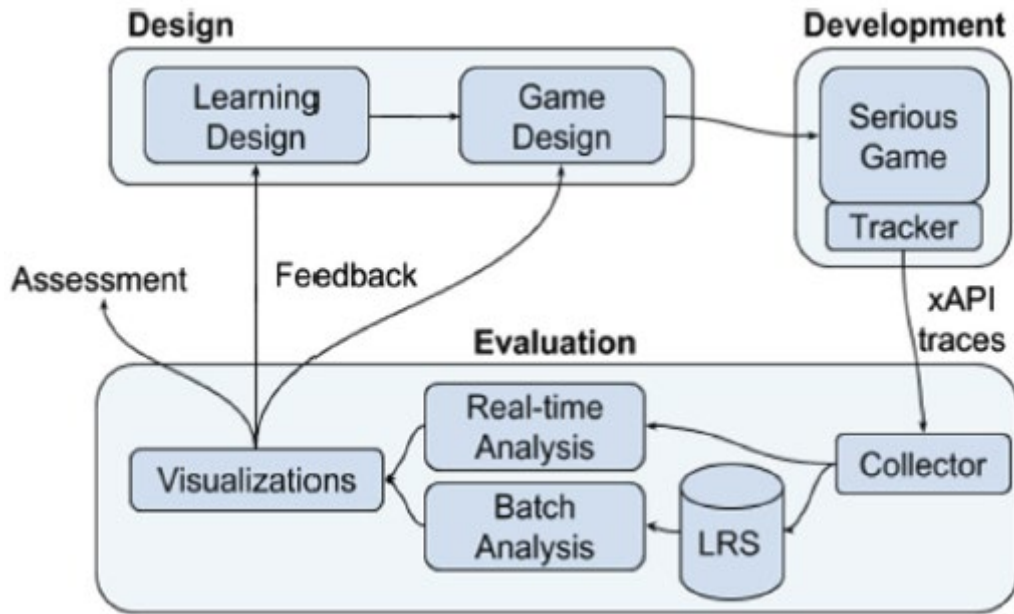 Design
Development
Learning
Design
Game
Design
Serious
Game
Tracker
Assessment
Feedback
xAPI
traces
Evaluation
Real-time
Analysis
Visualizations
Collector
Batch
Analysis
LRS